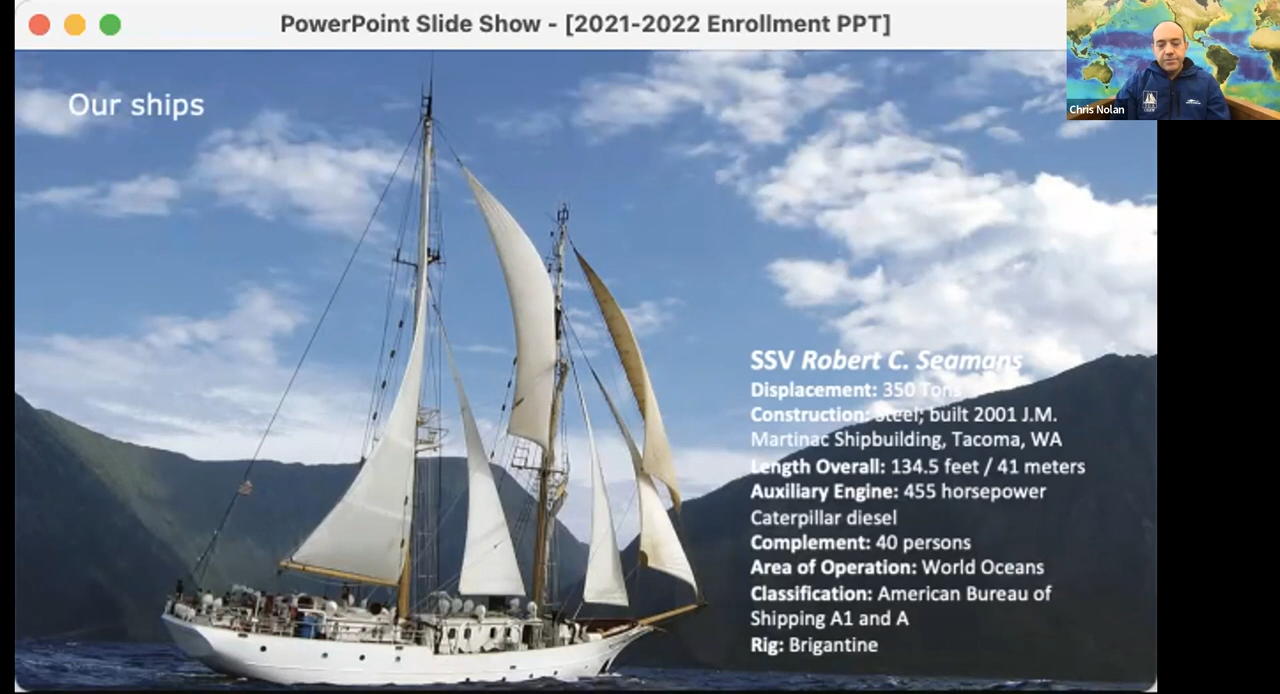 PowerPoint Slide Show - [2021-2022 Enrollment PPT]
Chris Nolan
Our ships
SSV Robert C. Seamans
Displacement: 350 Tons
Construction: Steel; built 2001 J.M.
Martinac Shipbuilding, Tacoma, WA
Length Overall: 134.5 feet / 41 meters
Auxiliary Engine: 455 horsepower
Caterpillar diesel
Complement: 40 persons
Area of Operation: World Oceans
Classification: American Bureau of
Shipping A1 and A
Rig: Brigantine